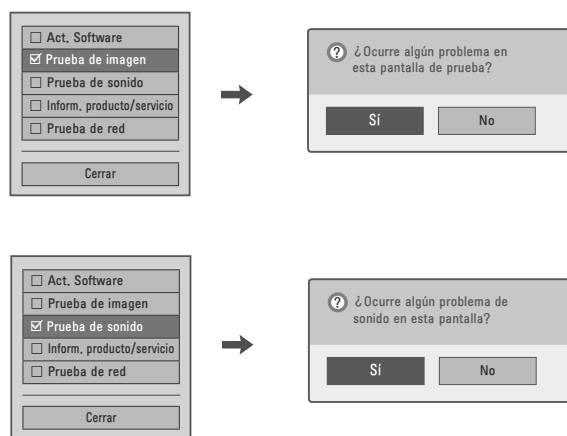 Act. Software
Prueba de imagen
Prueba de sonido
Inform. producto/servicio
Prueba de red
Cerrar
? ¿Ocurre algún problema en
esta pantalla de prueba?
Sí No
Act. Software
Prueba de imagen
Prueba de sonido
Inform. producto/servicio
Prueba de red
Cerrar
? ¿Ocurre algún problema de
sonido en esta pantalla?
Sí No